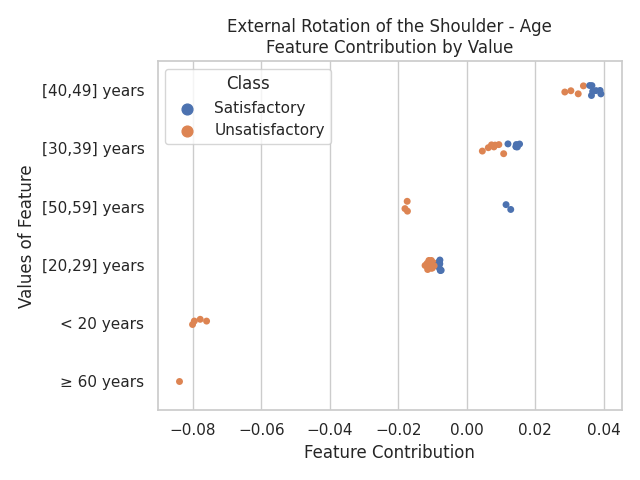 External Rotation of the Shoulder - Age
Feature Contribution by Value
Class
Satisfactory
Unsatisfactory
Values of Feature
[40,49] years
[30,39] years
[50,59] years
[20,29] years
< 20 years
≥ 60 years
−0.08 −0.06 −0.04 −0.02 0.00 0.02 0.04
Feature Contribution